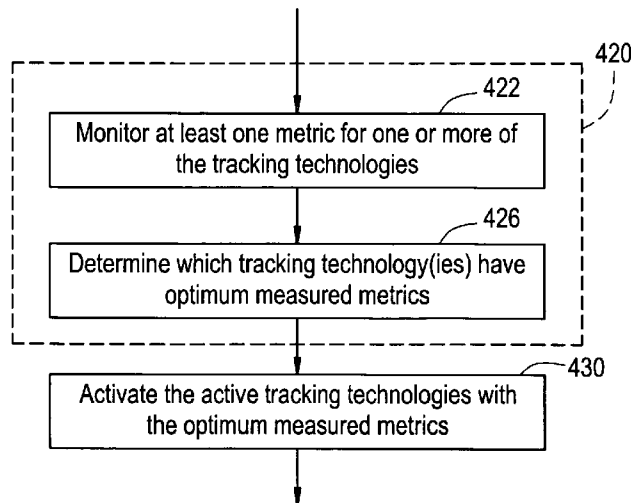 420
422
Monitor at least one metric for one or more of
the tracking technologies
426
Determine which tracking technology(ies) have
optimum measured metrics
430
Activate the active tracking technologies with
the optimum measured metrics